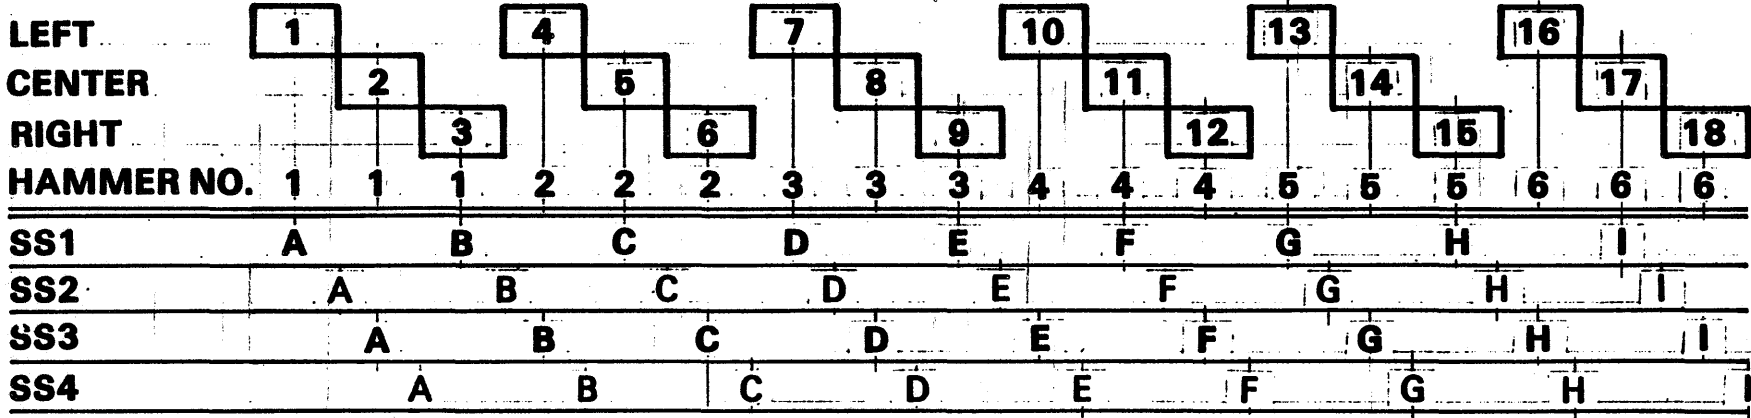 LEFT 1 4 7 10 13 16
CENTER 2 5 8 11 14 17
RIGHT 3 6 9 12 15 18
HAMMER NO. 1 1 1 2 2 2 3 3 3 4 4 4 5 5 5 6 6 6
SS1 A B C D E F G H I
SS2 A B C D E F G H I
SS3 A B C D E F G H I
SS4 A B C D E F G H I